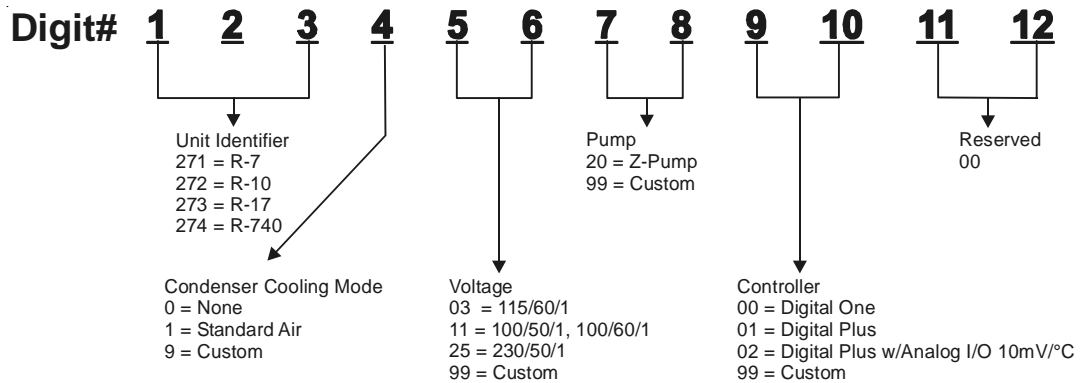 Digit# 1 2 3 4 5 6 7 8 9 10 11 12
Unit Identifier
271 = R-7
272 = R-10
273 = R-17
274 = R-740
Pump
20 = Z-Pump
99 = Custom
Reserved
00
Condenser Cooling Mode
0 = None
1 = Standard Air
9 = Custom
Voltage
03 = 115/60/1
11 = 100/50/1, 100/60/1
25 = 230/50/1
99 = Custom
Controller
00 = Digital One
01 = Digital Plus
02 = Digital Plus w/Analog I/O 10mV/°C
99 = Custom